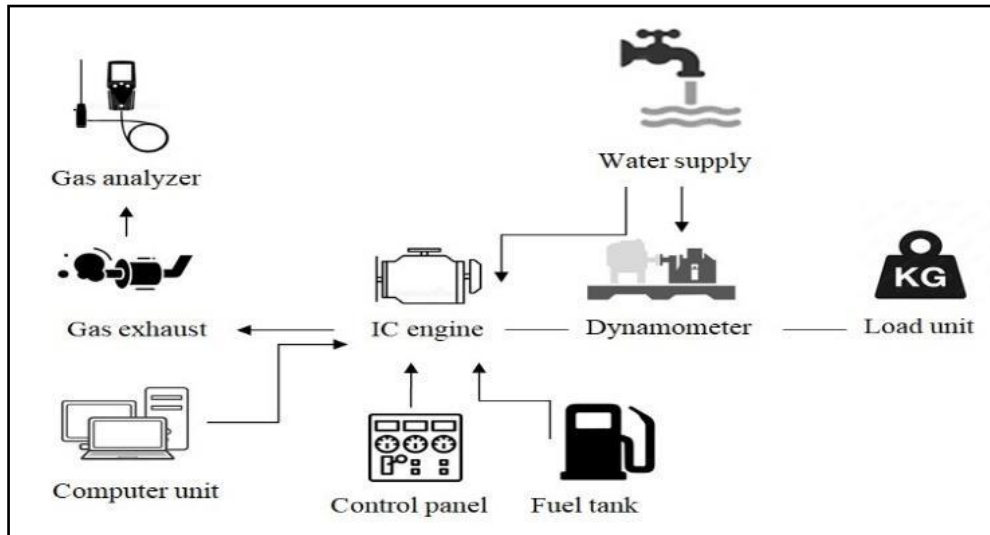 Water supply
Gas analyzer
KG
Gas exhaust
IC engine
Dynamometer
Load unit
Computer unit
Control panel
Fuel tank